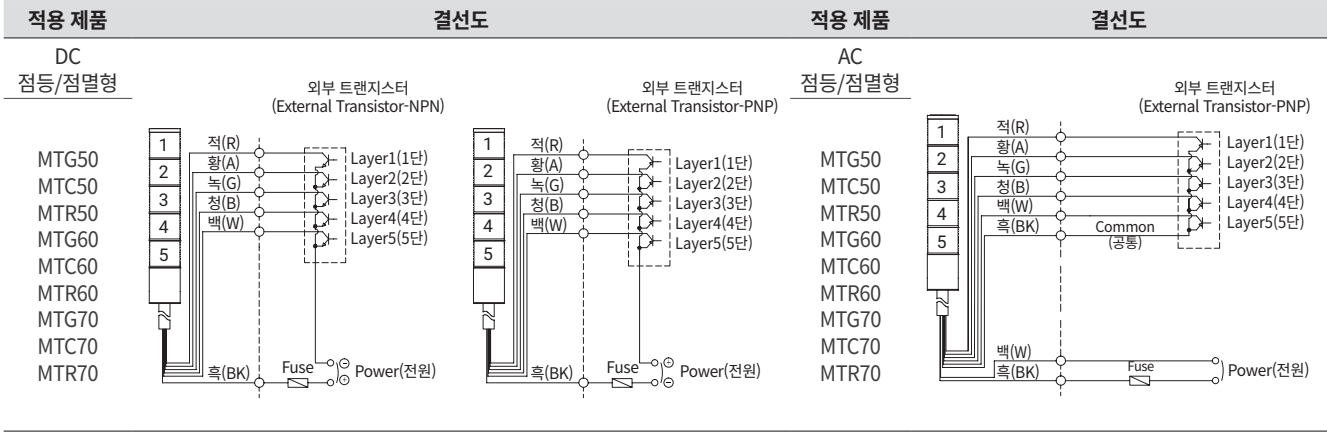 적용 제품
결선도
적용 제품
결선도
DC
점등/점멸형
MTG50
MTC50
MTR50
MTG60
MTC60
MTR60
MTG70
MTC70
MTR70
외부 트랜지스터
(External Transistor-NPN)
1
2
3
4
5
적(R)
황(A)
녹(G)
청(B)
백(W)
Layer1(1단)
Layer2(2단)
Layer3(3단)
Layer4(4단)
Layer5(5단)
흑(BK)
Fuse
Power(전원)
외부 트랜지스터
(External Transistor-PNP)
1
2
3
4
5
적(R)
황(A)
녹(G)
청(B)
백(W)
Layer1(1단)
Layer2(2단)
Layer3(3단)
Layer4(4단)
Layer5(5단)
흑(BK)
Fuse
Power(전원)
AC
점등/점멸형
MTG50
MTC50
MTR50
MTG60
MTC60
MTR60
MTG70
MTC70
MTR70
외부 트랜지스터
(External Transistor-PNP)
1
2
3
4
5
적(R)
황(A)
녹(G)
청(B)
백(W)
흑(BK)
Common
(공통)
Layer1(1단)
Layer2(2단)
Layer3(3단)
Layer4(4단)
Layer5(5단)
백(W)
흑(BK)
Fuse
Power(전원)